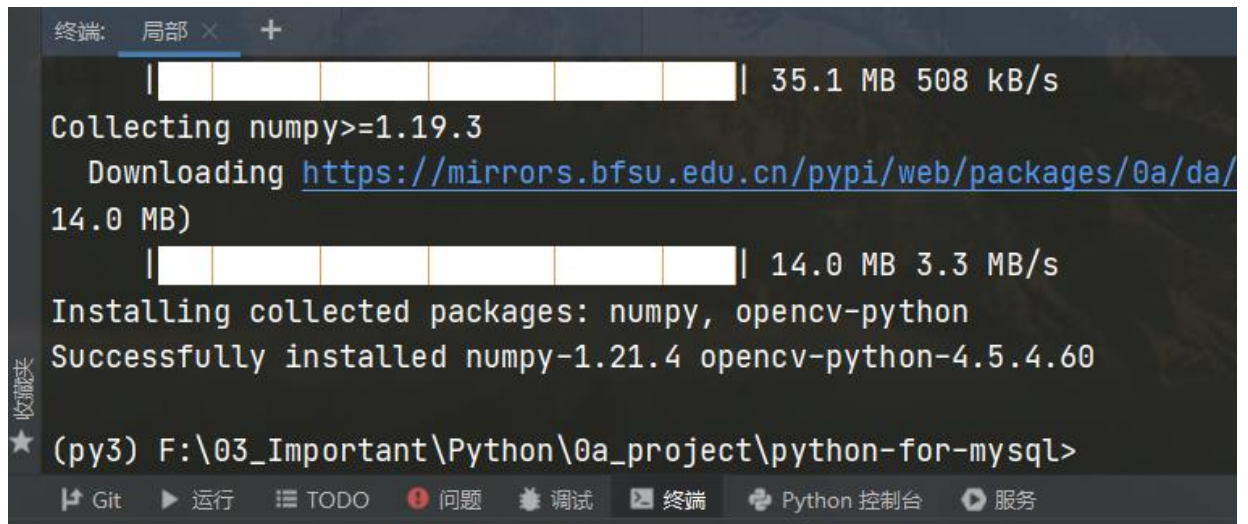 终端: 局部 × +
| | 35.1 MB 508 kB/s
Collecting numpy>=1.19.3
Downloading https://mirrors.bfsu.edu.cn/pypi/web/packages/0a/da/
14.0 MB)
| | 14.0 MB 3.3 MB/s
Installing collected packages: numpy, opencv-python
Successfully installed numpy-1.21.4 opencv-python-4.5.4.60
收藏夹
(py3) F:\03_Important\Python\0a_project\python-for-mysql>
Git 运行 TODO 问题 调试 终端 Python 控制台 服务